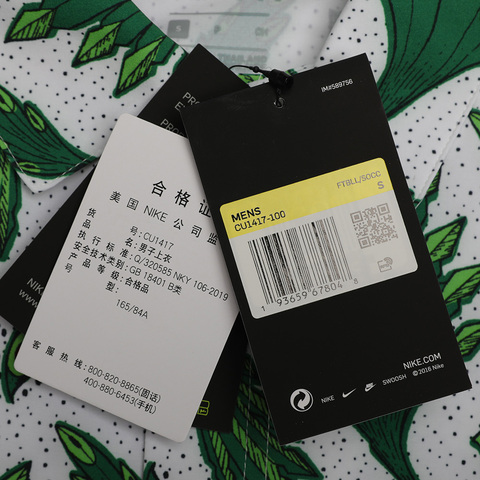 合格证
美国 NIKE 公司监
货 号:CU1417
品 名:男子上衣
执行标准:Q/320585 NKY 106-2019
安全技术类别:GB 18401 B类
产品等级:合格品
号 型:
165/84A
客服热线:800-820-8865(固话)
400-880-6453(手机)
IM#589756
FTBLL/SOCC
S
MENS
CU1417-100
1 93659 67804 8
NIKE.COM
©2016 Nike
NIKE
SWOOSH